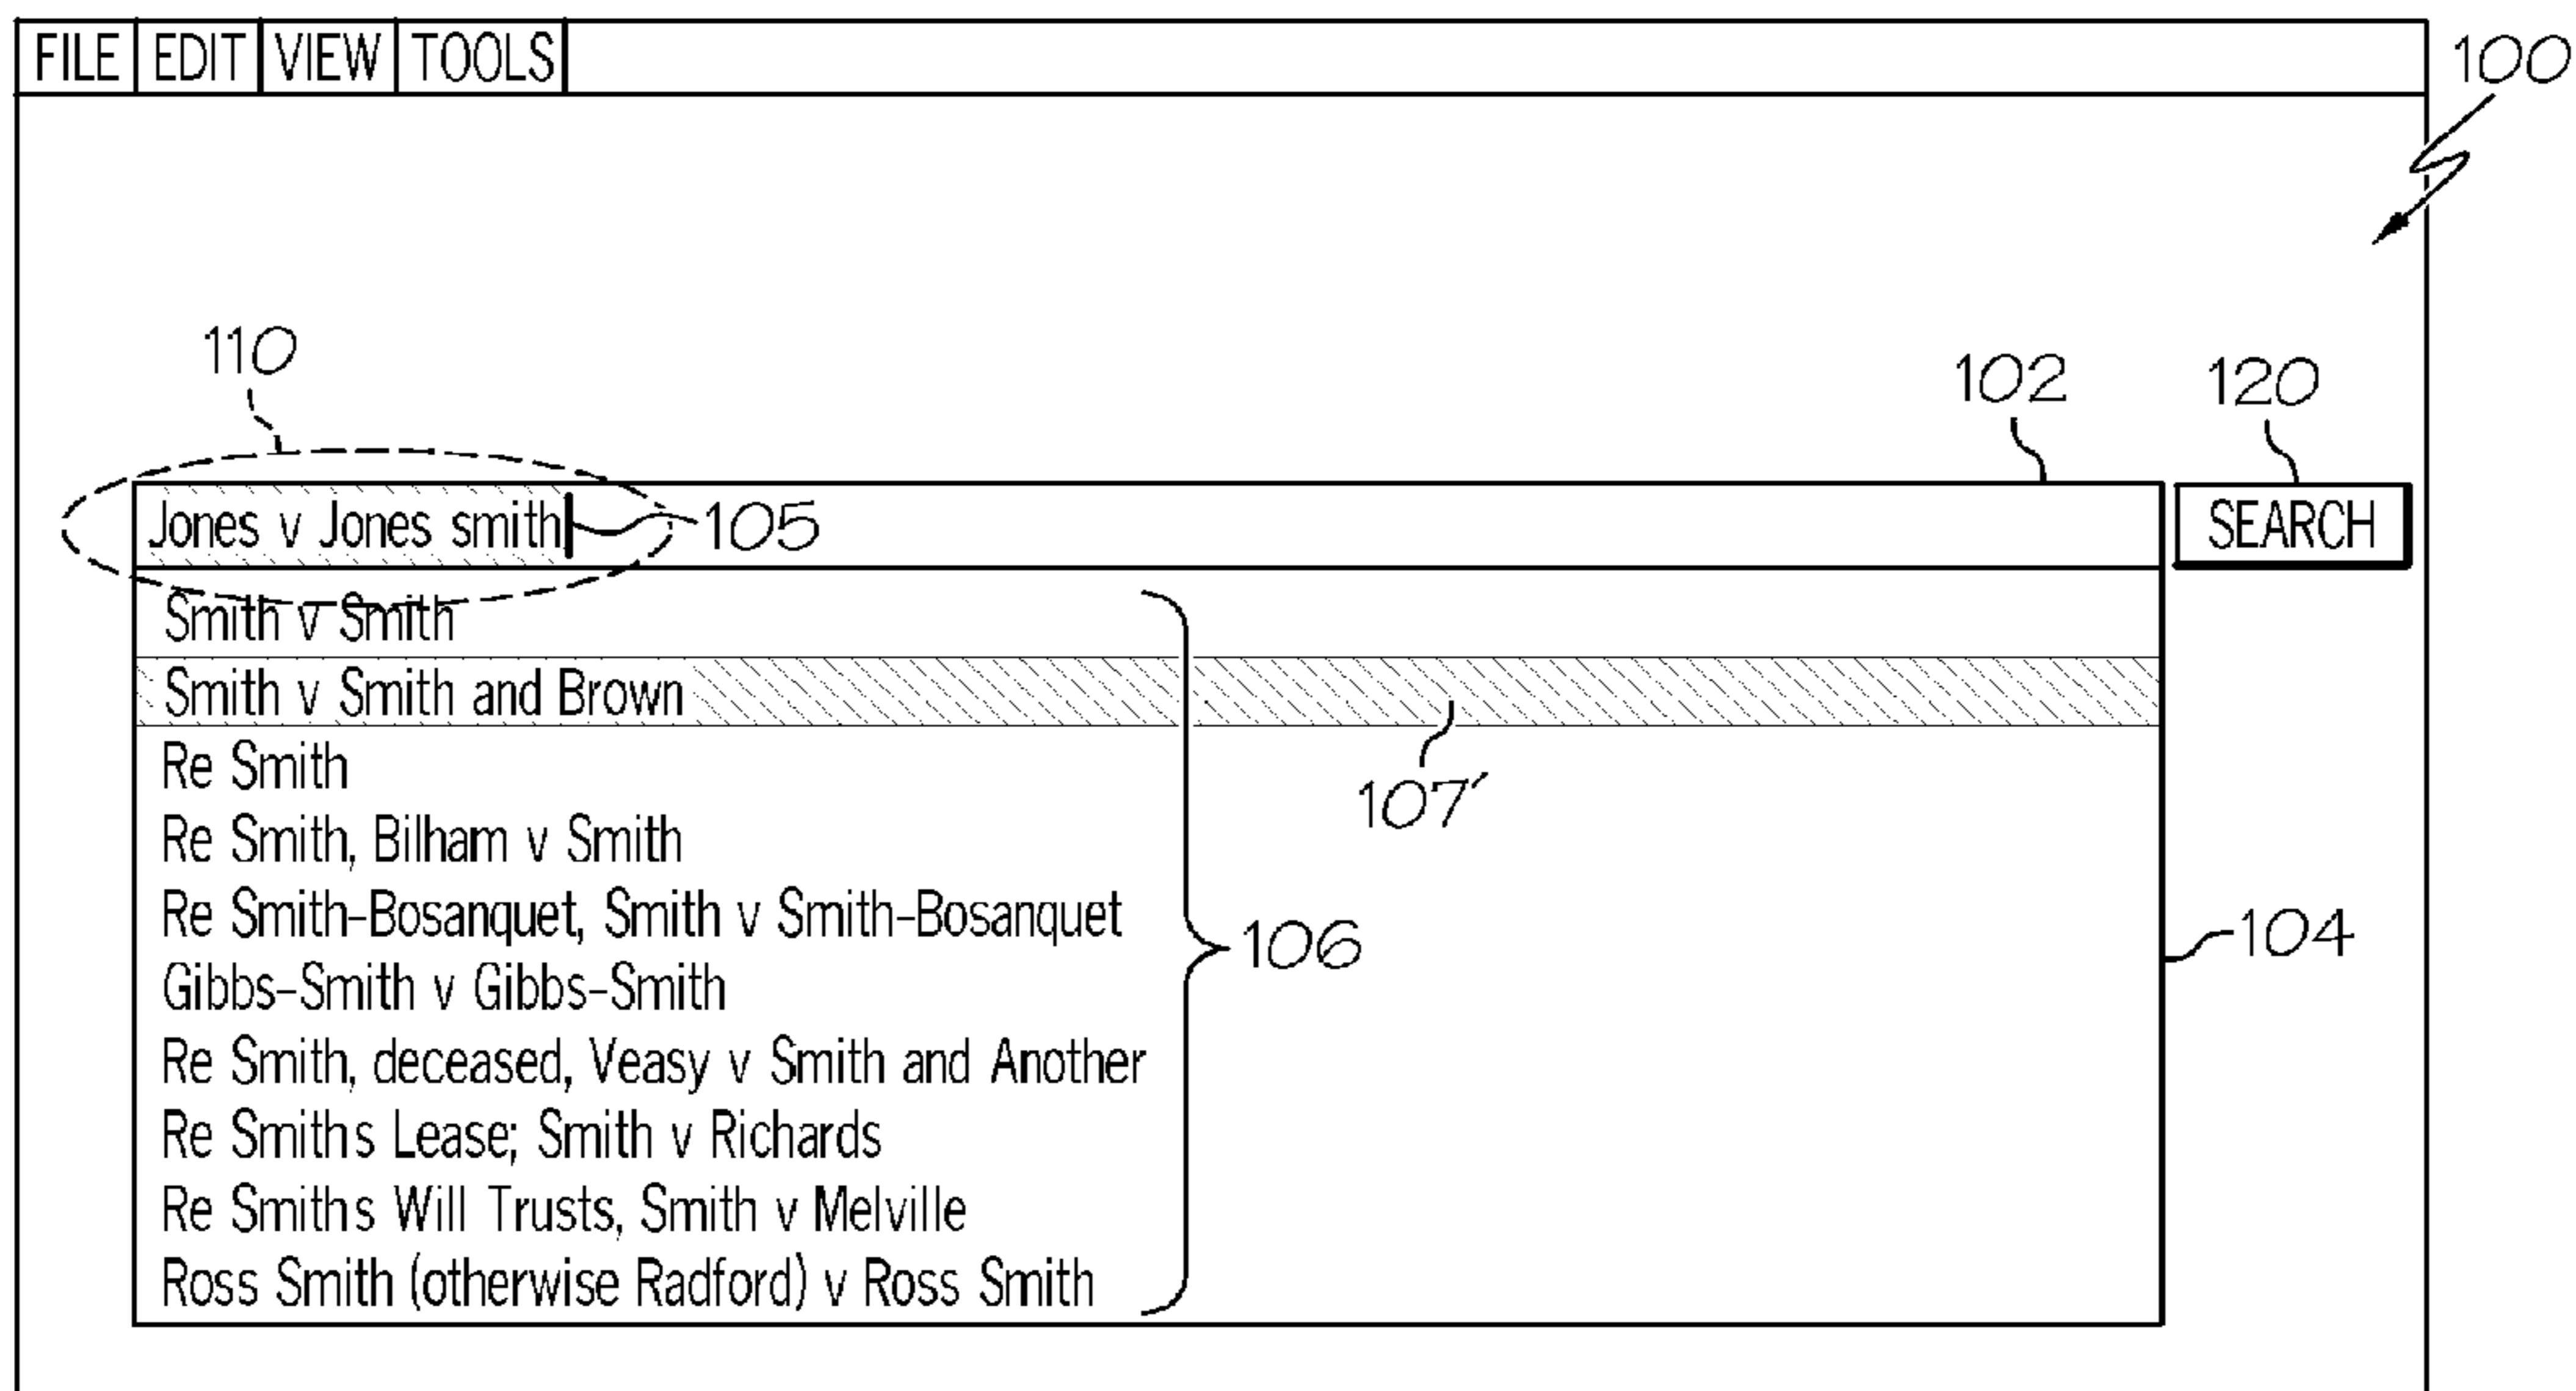 FILE EDIT VIEW TOOLS
100
110
102
120
Jones v Jones smith
105
SEARCH
Smith v Smith
Smith v Smith and Brown
107'
Re Smith
Re Smith, Bilham v Smith
Re Smith-Bosanquet, Smith v Smith-Bosanquet
106
104
Gibbs-Smith v Gibbs-Smith
Re Smith, deceased, Veasy v Smith and Another
Re Smiths Lease; Smith v Richards
Re Smiths Will Trusts, Smith v Melville
Ross Smith (otherwise Radford) v Ross Smith